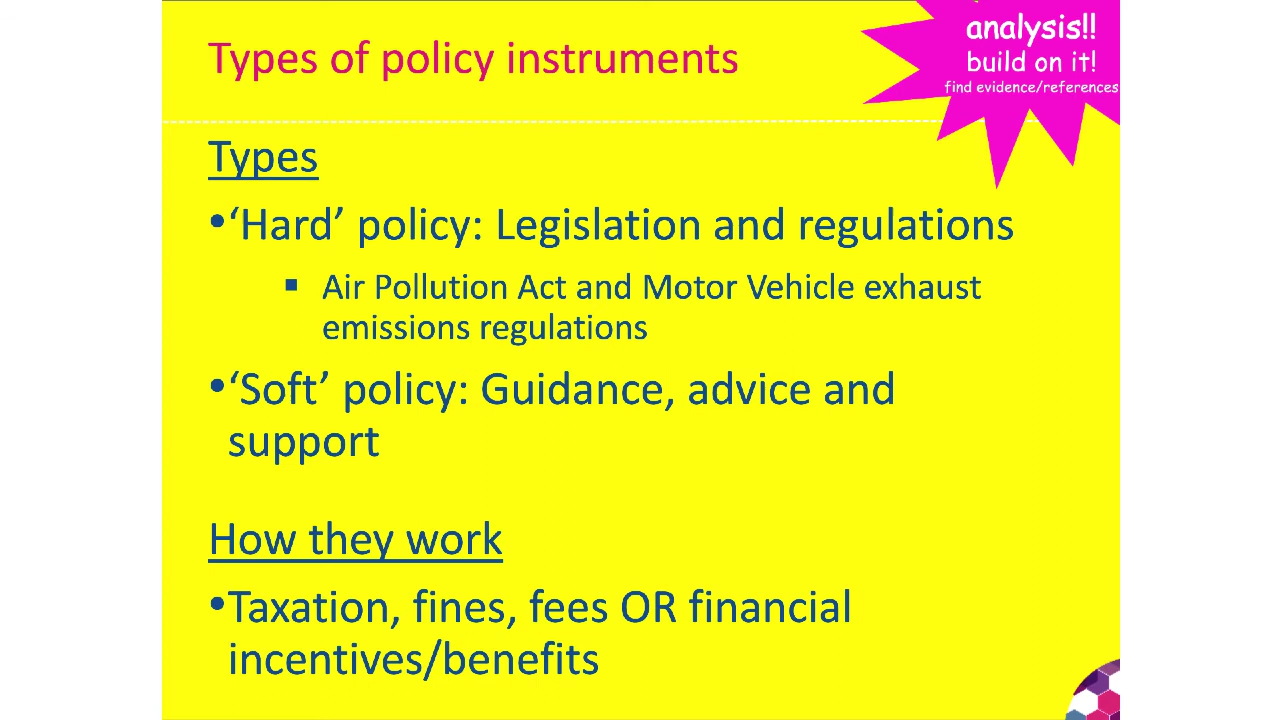 Types of policy instruments
analysis!!
build on it!
find evidence/references
Types
•‘Hard’ policy: Legislation and regulations
▪ Air Pollution Act and Motor Vehicle exhaust
emissions regulations
•‘Soft’ policy: Guidance, advice and
support
How they work
•Taxation, fines, fees OR financial
incentives/benefits